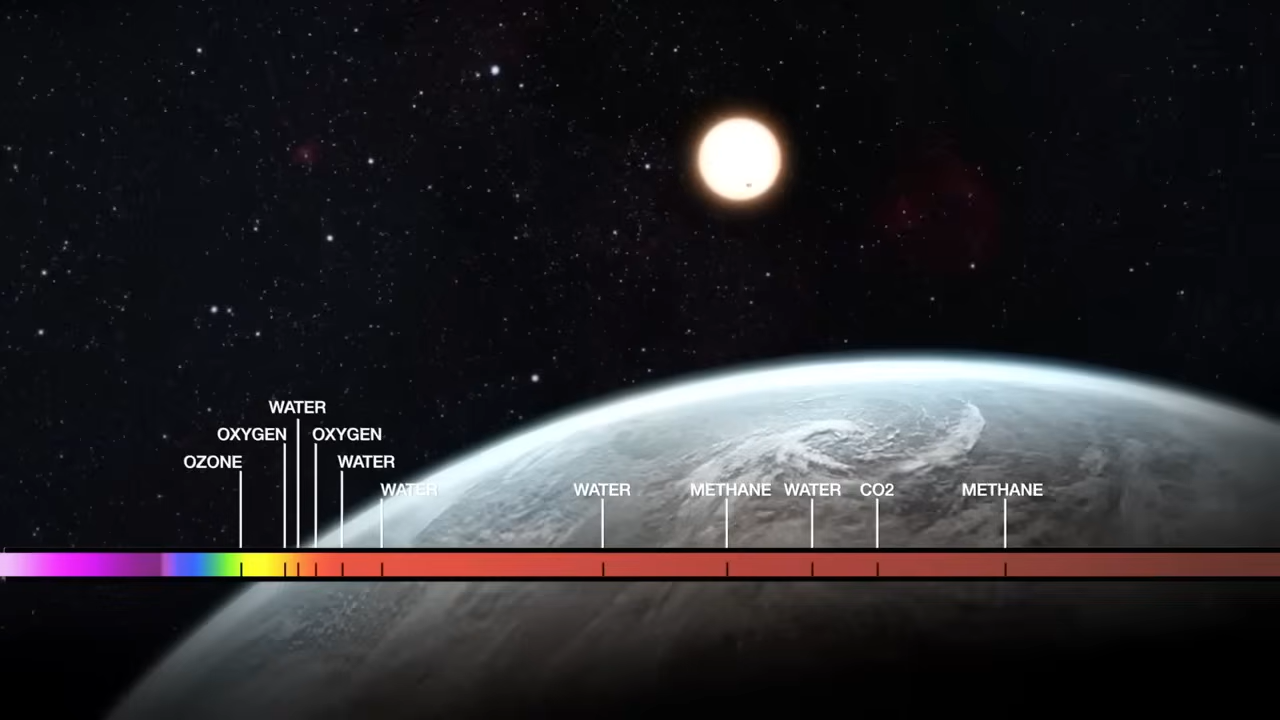 WATER
OXYGEN OXYGEN
OZONE WATER
WATER WATER METHANE WATER CO2 METHANE